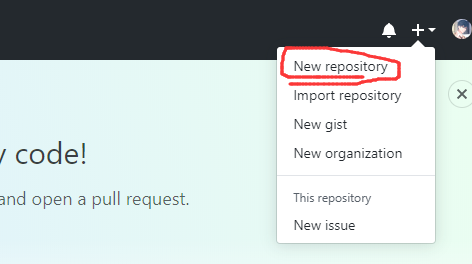 New repository
Import repository
y code!
New gist
New organization
and open a pull request.
This repository
New issue